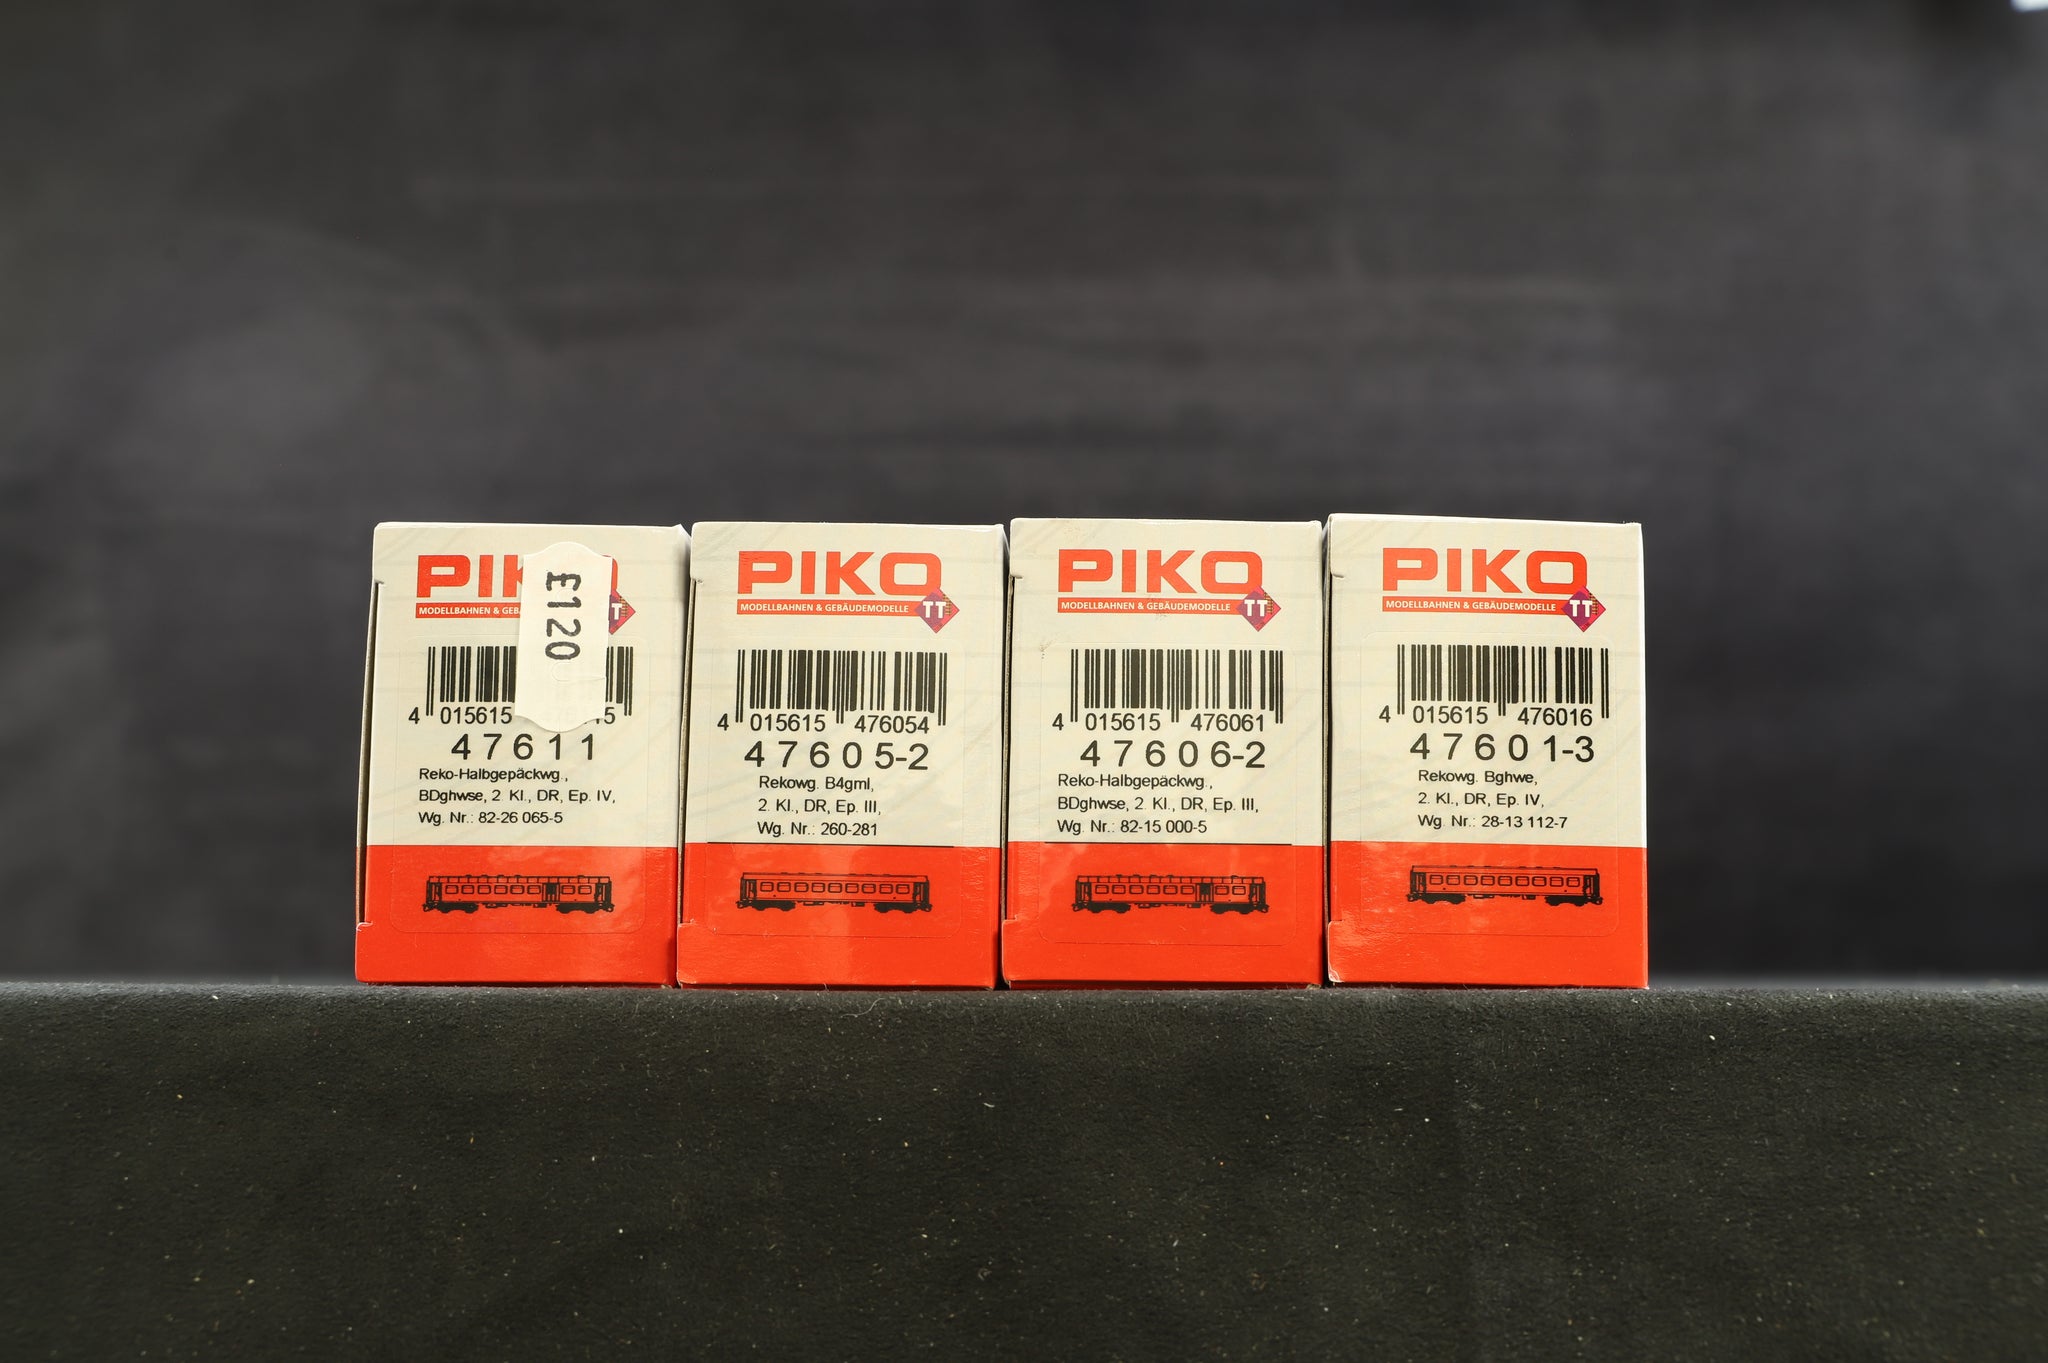 PIK
MODELLBAHNEN & GEB
T
£120
4 015615
47611
Reko-Halbgepäckwg.,
BDghwse, 2. Kl., DR, Ep. IV,
Wg. Nr.: 82-26 065-5
PIKO
MODELLBAHNEN & GEBÄUDEMODELLE TT
4 015615 476054
47605-2
Rekowg. B4gml,
2. Kl., DR, Ep. III,
Wg. Nr.: 260-281
PIKO
MODELLBAHNEN & GEBÄUDEMODELLE TT
4 015615 476061
47606-2
Reko-Halbgepäckwg.,
BDghwse, 2. Kl., DR, Ep. III,
Wg. Nr.: 82-15 000-5
PIKO
MODELLBAHNEN & GEBÄUDEMODELLE TT
4 015615 476016
47601-3
Rekowg. Bghwe,
2. Kl., DR, Ep. IV,
Wg. Nr.: 28-13 112-7